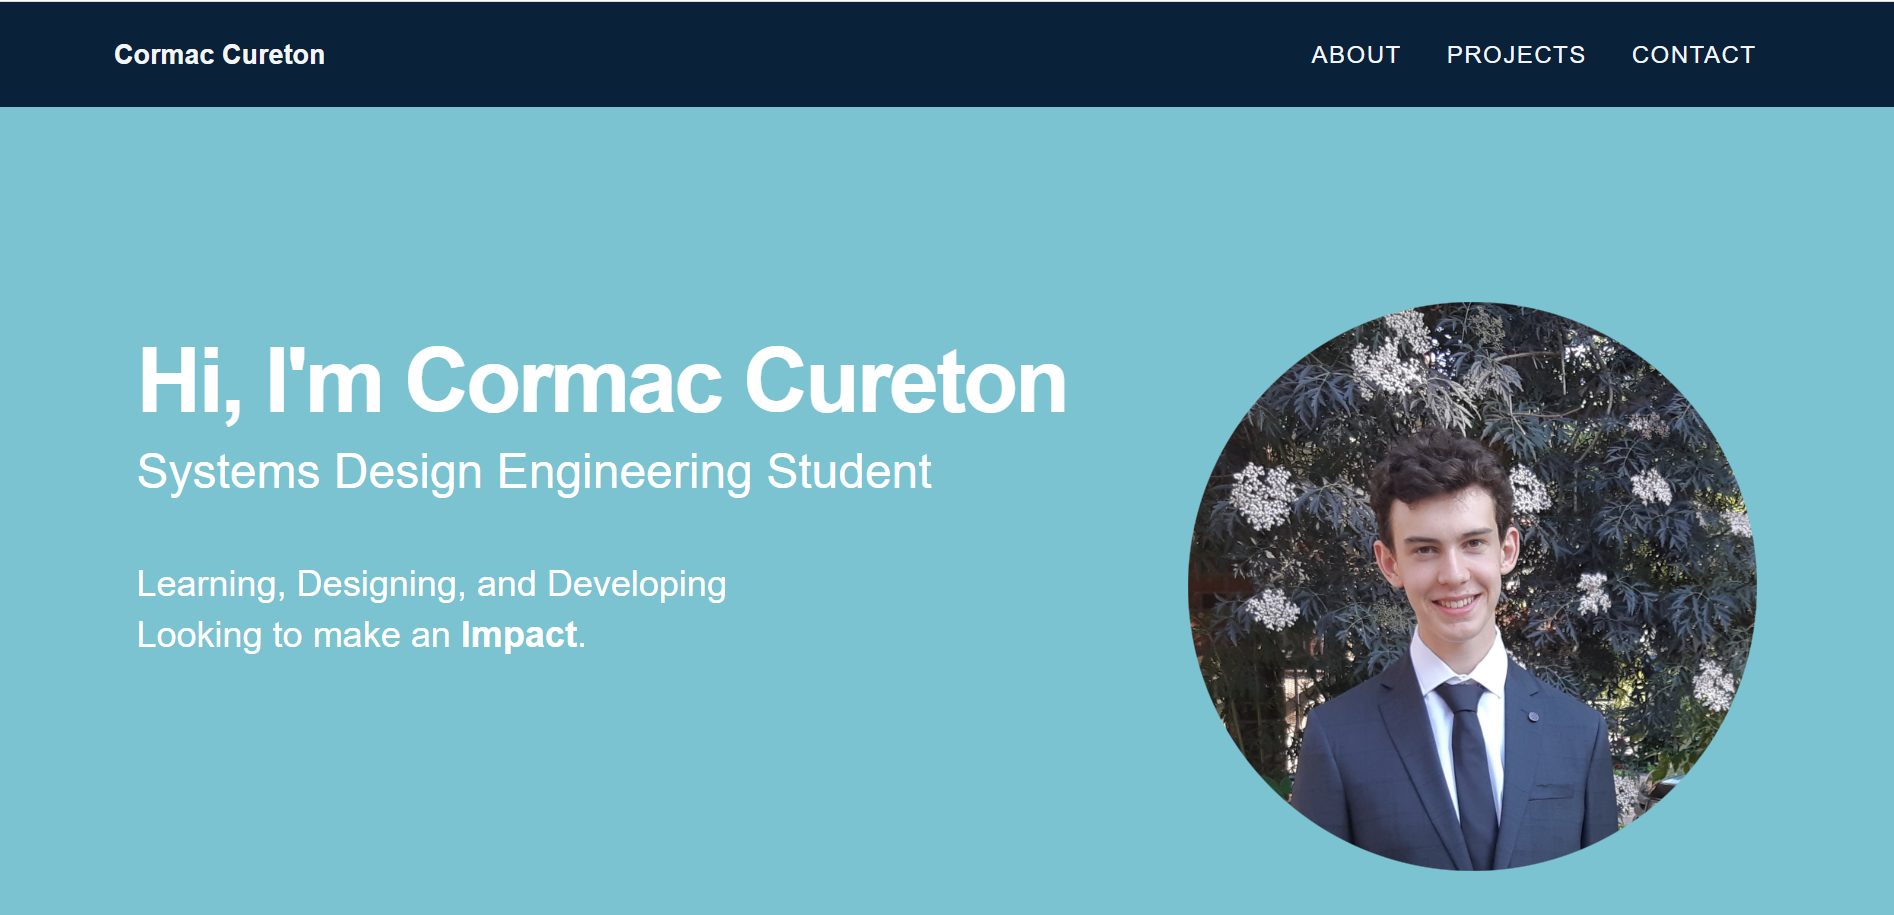 Cormac Cureton
ABOUT PROJECTS CONTACT
Hi, I'm Cormac Cureton
Systems Design Engineering Student
Learning, Designing, and Developing
Looking to make an Impact.